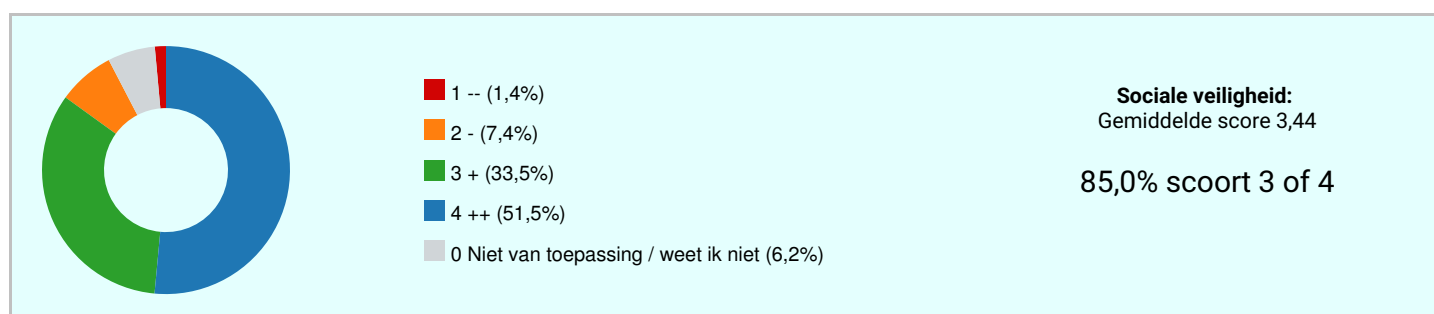 1 -- (1,4%)
2 - (7,4%)
3 + (33,5%)
4 ++ (51,5%)
0 Niet van toepassing / weet ik niet (6,2%)
Sociale veiligheid:
Gemiddelde score 3,44
85,0% scoort 3 of 4